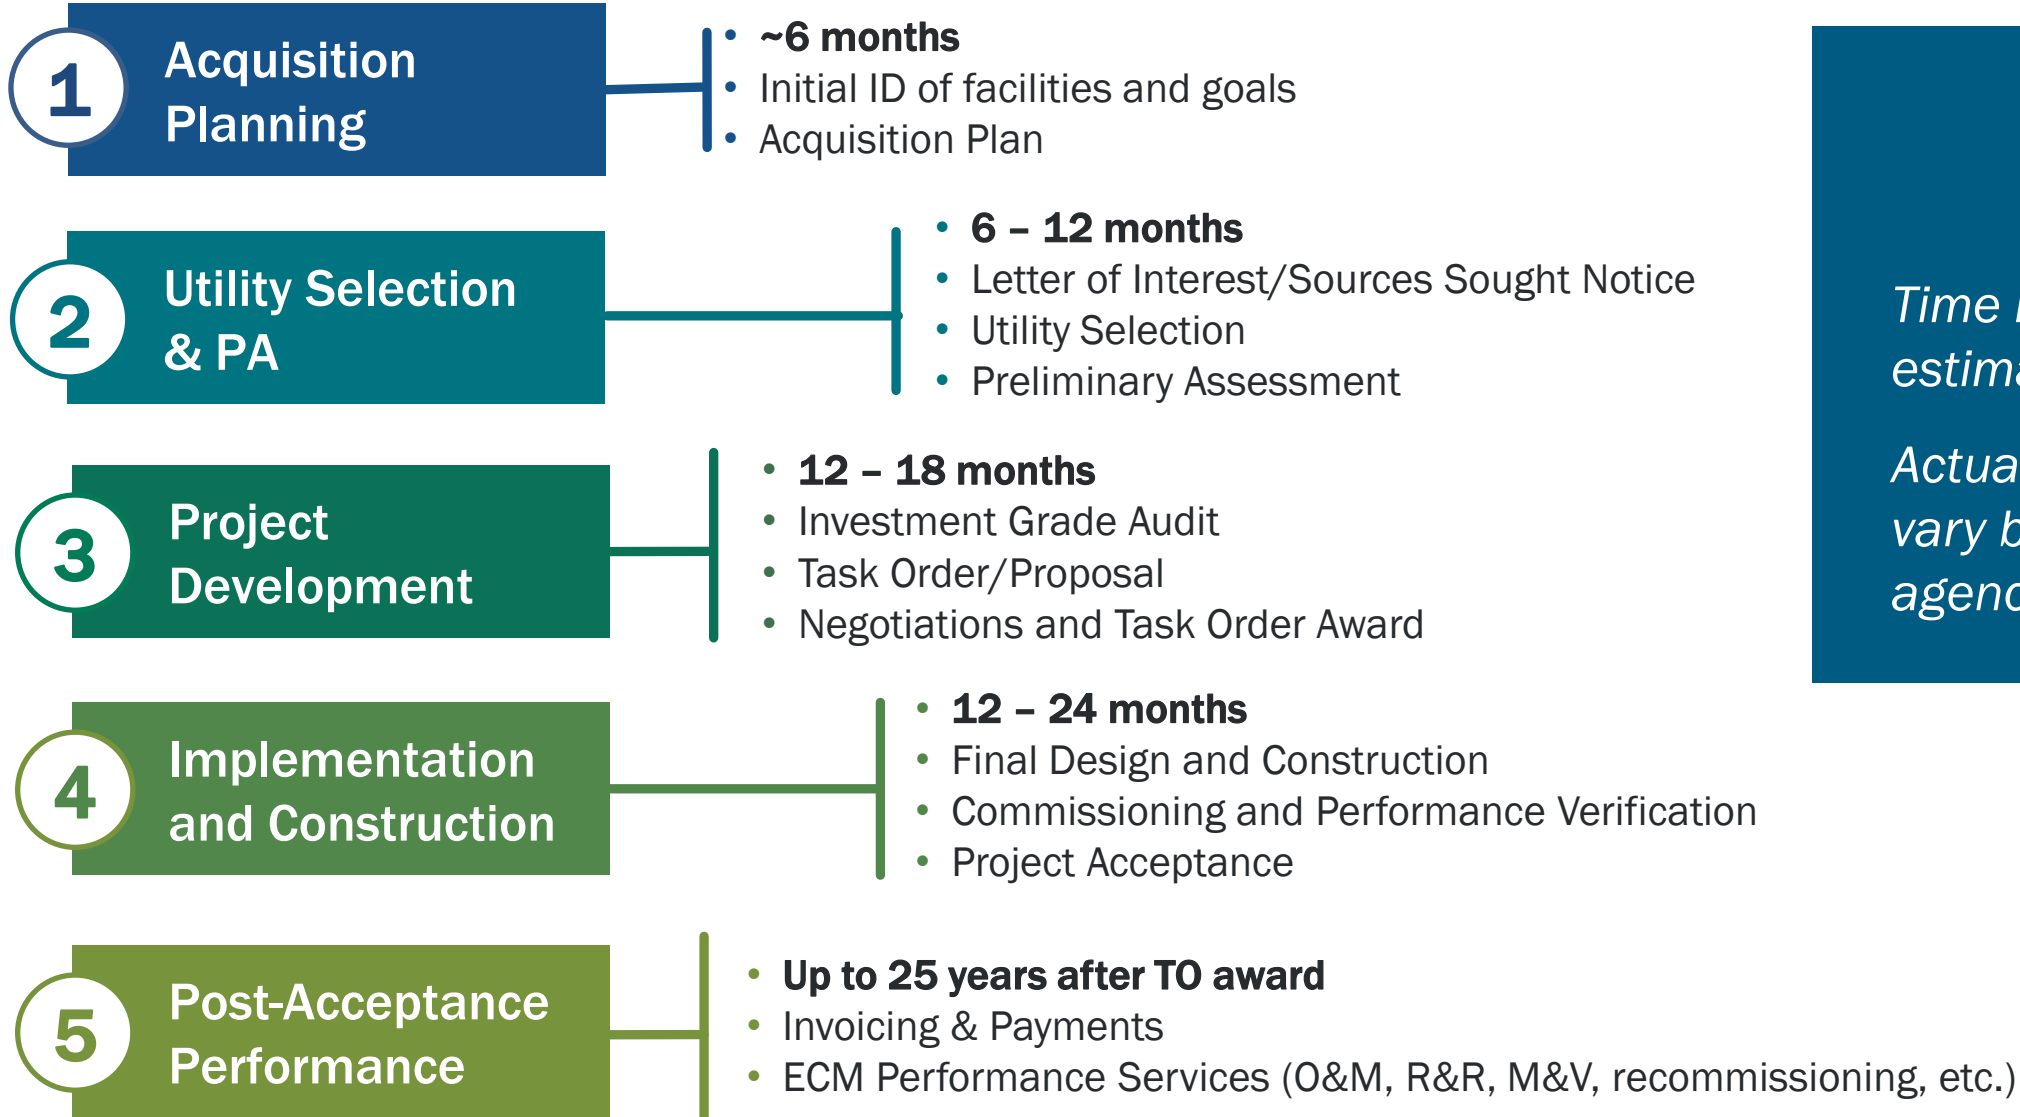 1
Acquisition
Planning
• ~6 months
• Initial ID of facilities and goals
• Acquisition Plan
2
Utility Selection
& PA
• 6 – 12 months
• Letter of Interest/Sources Sought Notice
• Utility Selection
• Preliminary Assessment
3
Project
Development
• 12 – 18 months
• Investment Grade Audit
• Task Order/Proposal
• Negotiations and Task Order Award
4
Implementation
and Construction
• 12 – 24 months
• Final Design and Construction
• Commissioning and Performance Verification
• Project Acceptance
5
Post-Acceptance
Performance
• Up to 25 years after TO award
• Invoicing & Payments
• ECM Performance Services (O&M, R&R, M&V, recommissioning, etc.)
Time
vary